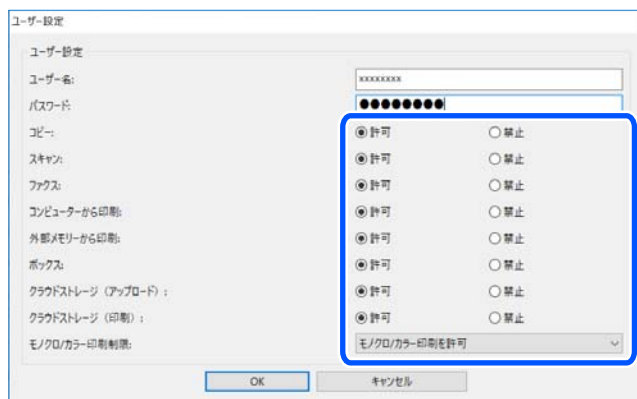 ユーザー設定
ユーザー設定
ユーザー名: xxxxxxxx
パスワード: ●●●●●●●●
コピー: 許可 禁止
スキャン: 許可 禁止
ファクス: 許可 禁止
コンピューターから印刷: 許可 禁止
外部メモリーから印刷: 許可 禁止
ボックス: 許可 禁止
クラウドストレージ（アップロード）: 許可 禁止
クラウドストレージ（印刷）: 許可 禁止
モノクロ/カラー印刷制限: モノクロ/カラー印刷を許可
OK キャンセル